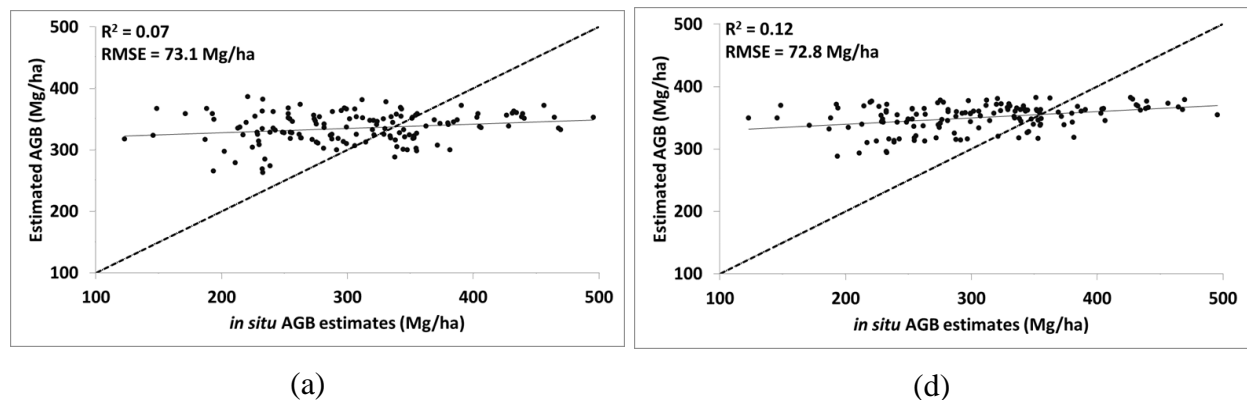 R² = 0.07
RMSE = 73.1 Mg/ha
Estimated AGB (Mg/ha)
500
400
300
200
100
100 200 300 400 500
in situ AGB estimates (Mg/ha)
(a)
R² = 0.12
RMSE = 72.8 Mg/ha
Estimated AGB (Mg/ha)
500
400
300
200
100
100 200 300 400 500
in situ AGB estimates (Mg/ha)
(d)